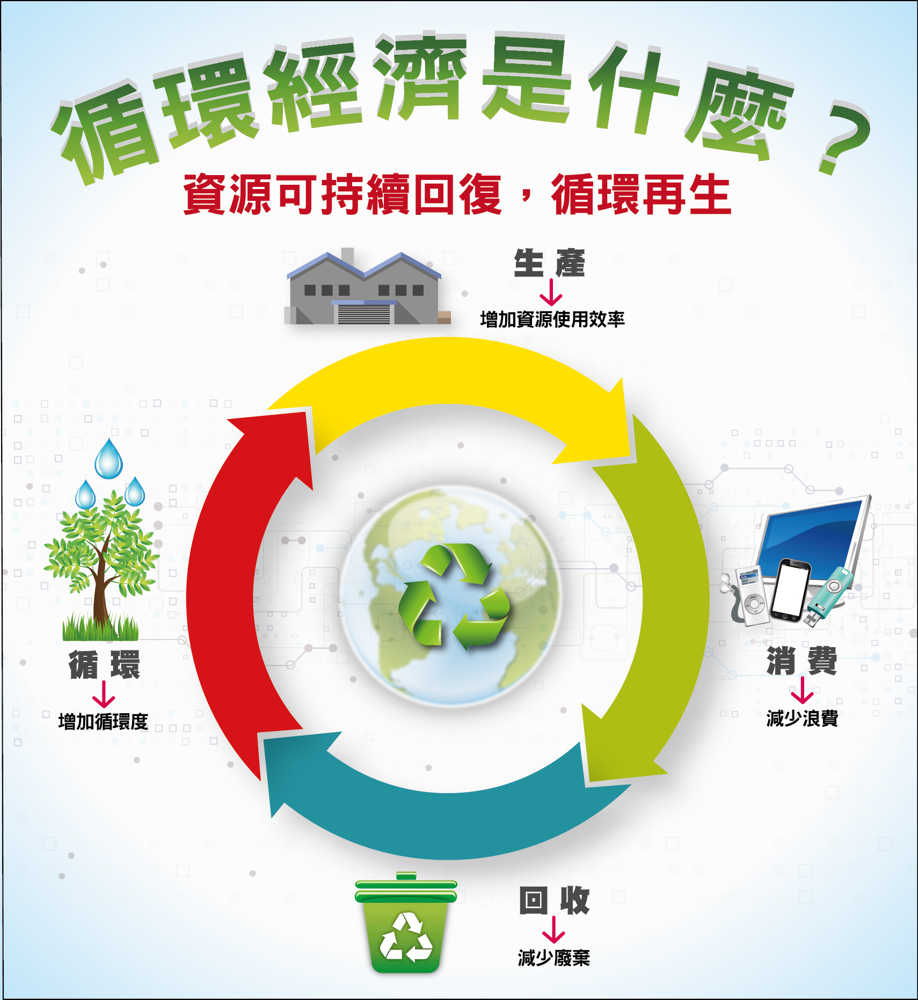 循環經濟是什麼？
資源可持續回復，循環再生
生產
增加資源使用效率
循環
增加循環度
消費
減少浪費
回收
減少廢棄